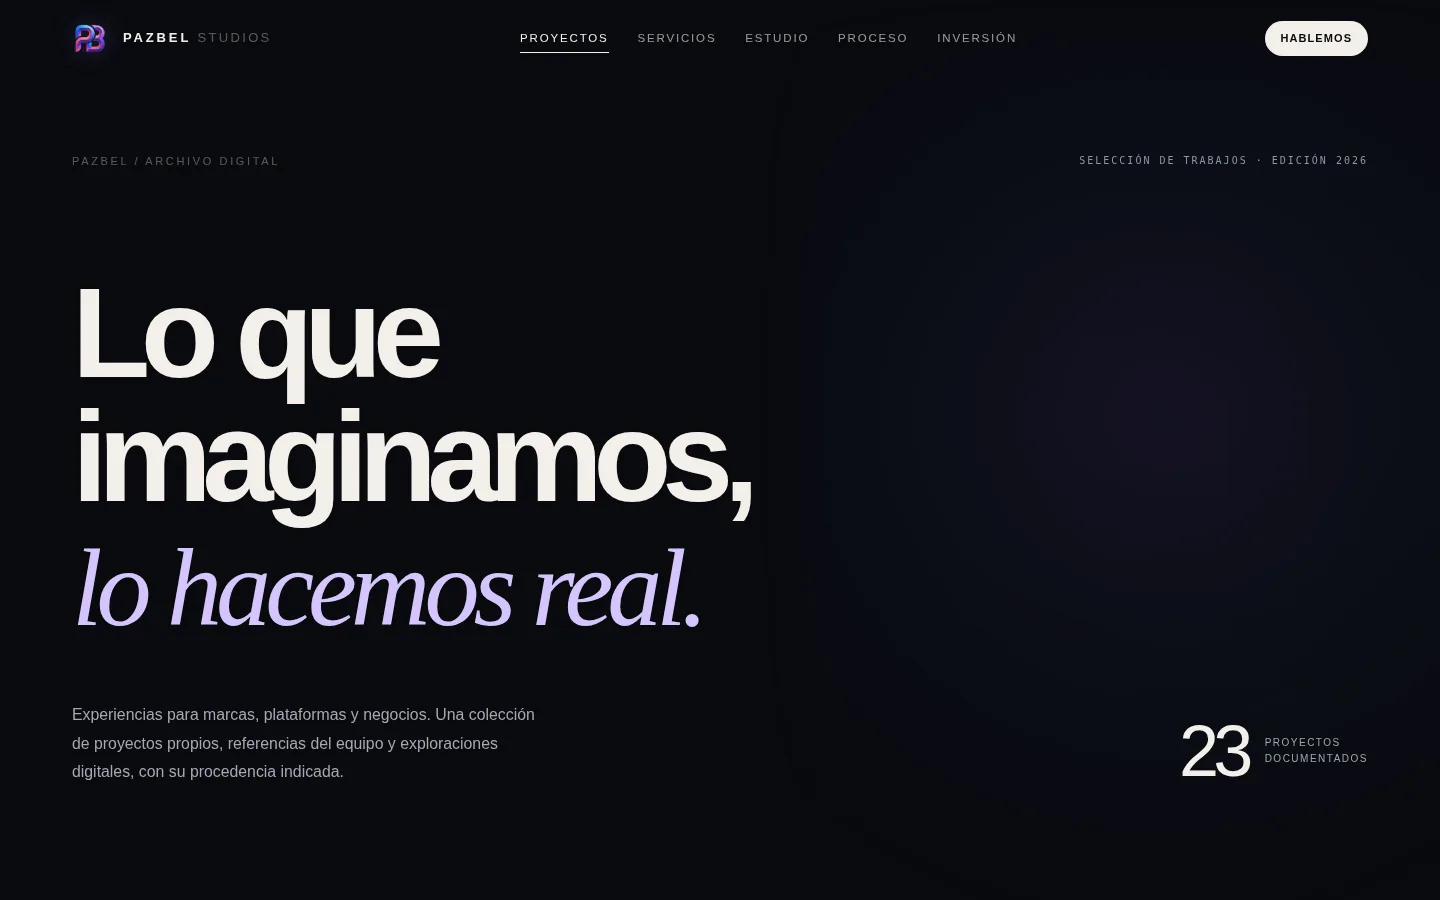 PB
PAZBEL STUDIOS
PROYECTOS
SERVICIOS
ESTUDIO
PROCESO
INVERSIÓN
HABLEMOS
PAZBEL / ARCHIVO DIGITAL
SELECCIÓN DE TRABAJOS · EDICIÓN 2026
Lo que
imaginamos,
lo hacemos real.
Experiencias para marcas, plataformas y negocios. Una colección
de proyectos propios, referencias del equipo y exploraciones
digitales, con su procedencia indicada.
23
PROYECTOS
DOCUMENTADOS